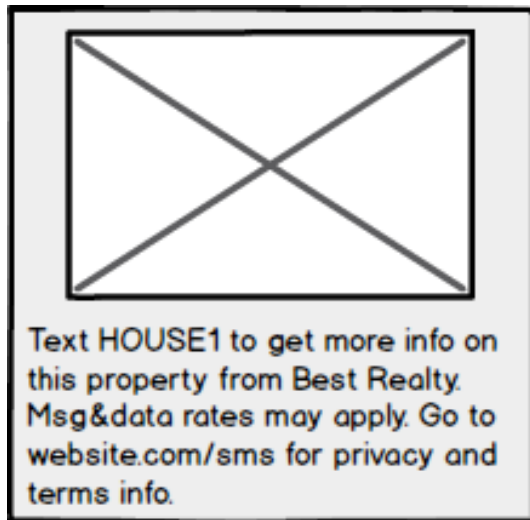 Text HOUSE1 to get more info on
this property from Best Realty.
Msg&data rates may apply. Go to
website.com/sms for privacy and
terms info.